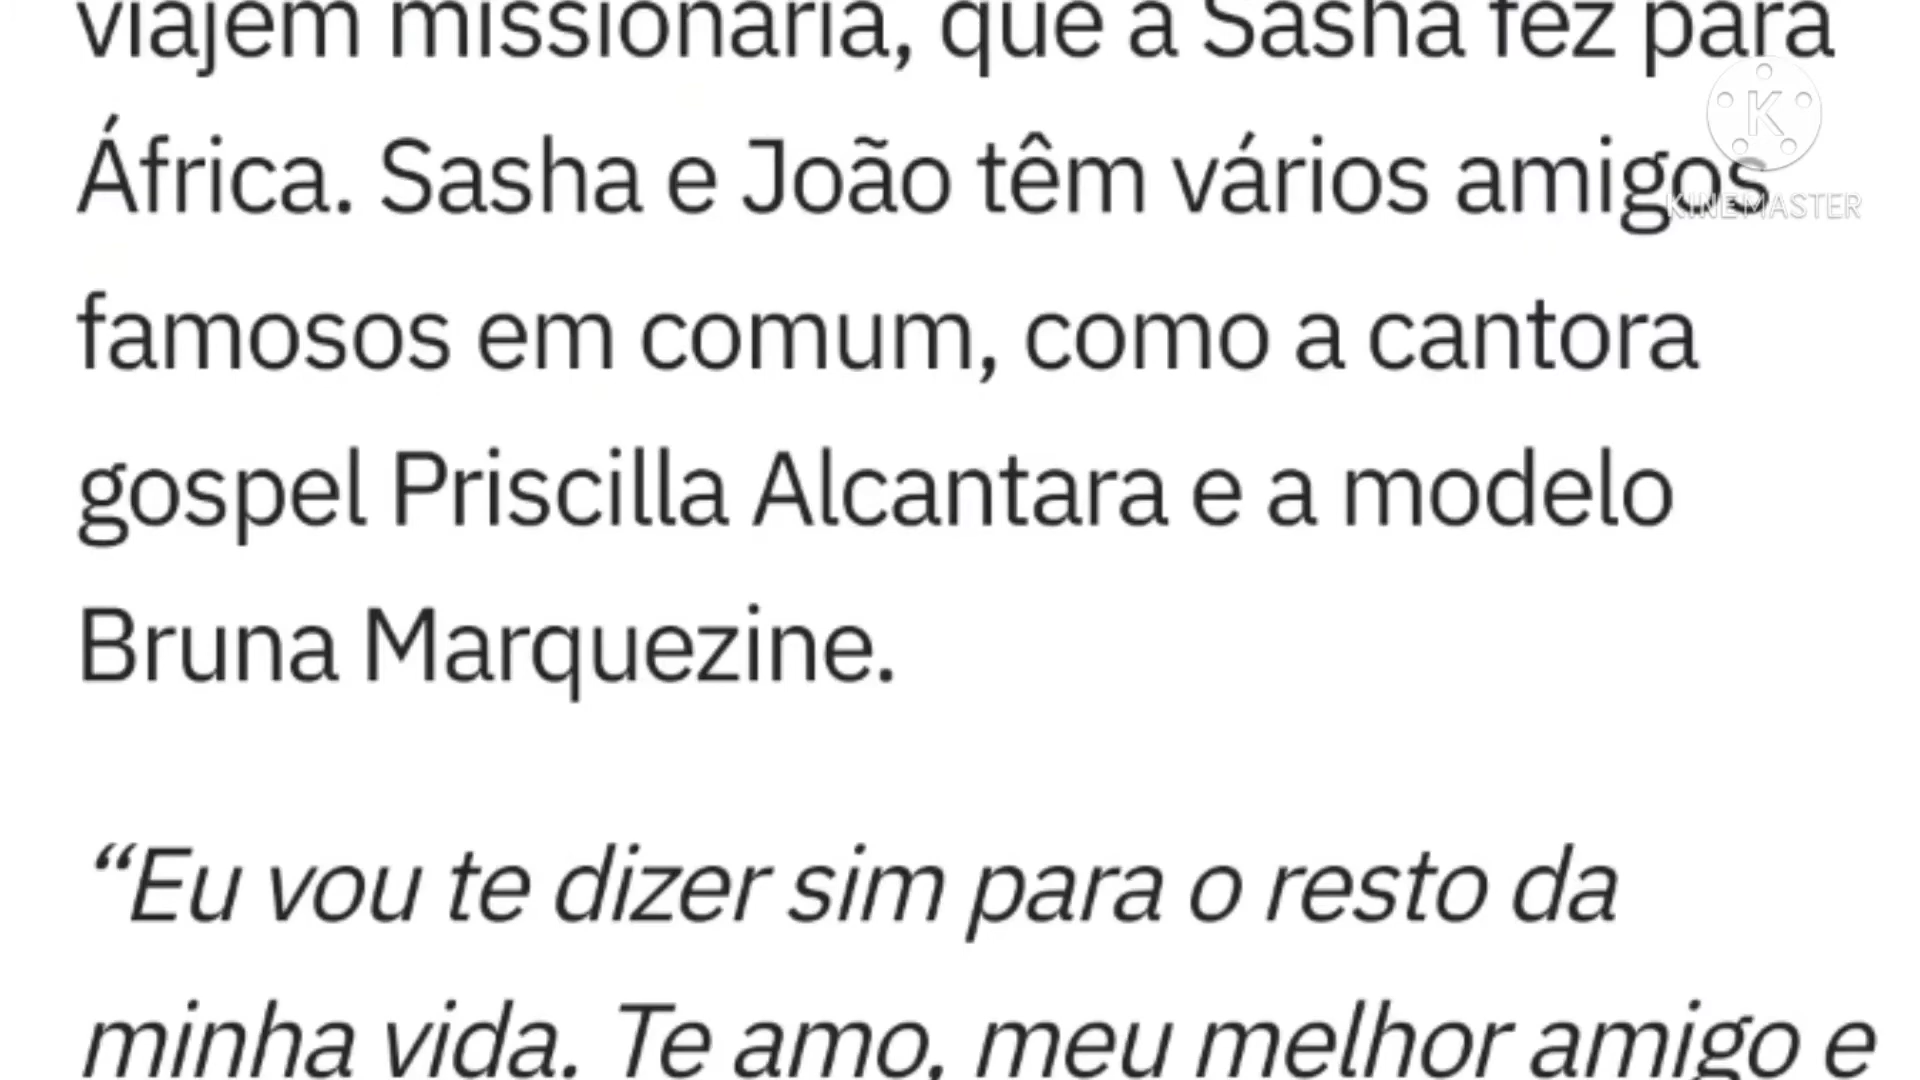 viajem missionária, que a Sasha fez para
África. Sasha e João têm vários amigos
KINEMASTER
famosos em comum, como a cantora
gospel Priscilla Alcantara e a modelo
Bruna Marquezine.
“Eu vou te dizer sim para o resto da
minha vida. Te amo, meu melhor amigo e